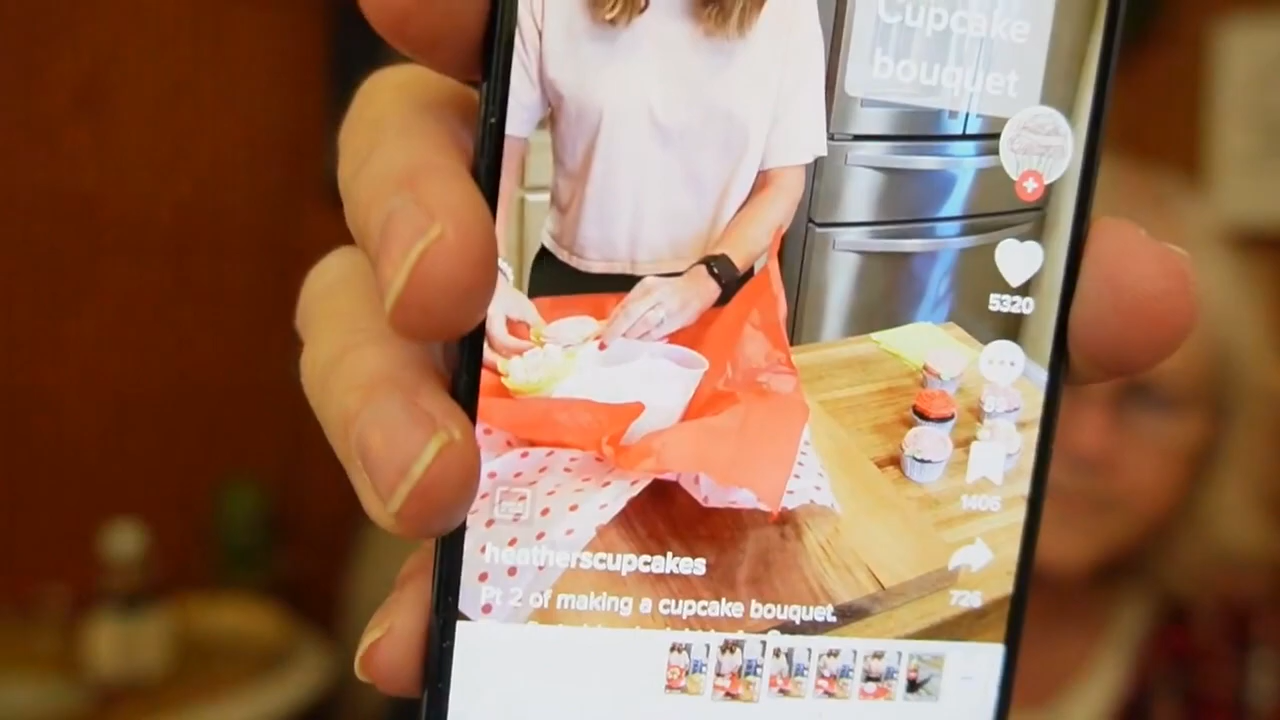 Cupcake
bouquet
5320
1406
726
heatherscupcakes
Pt 2 of making a cupcake bouquet.